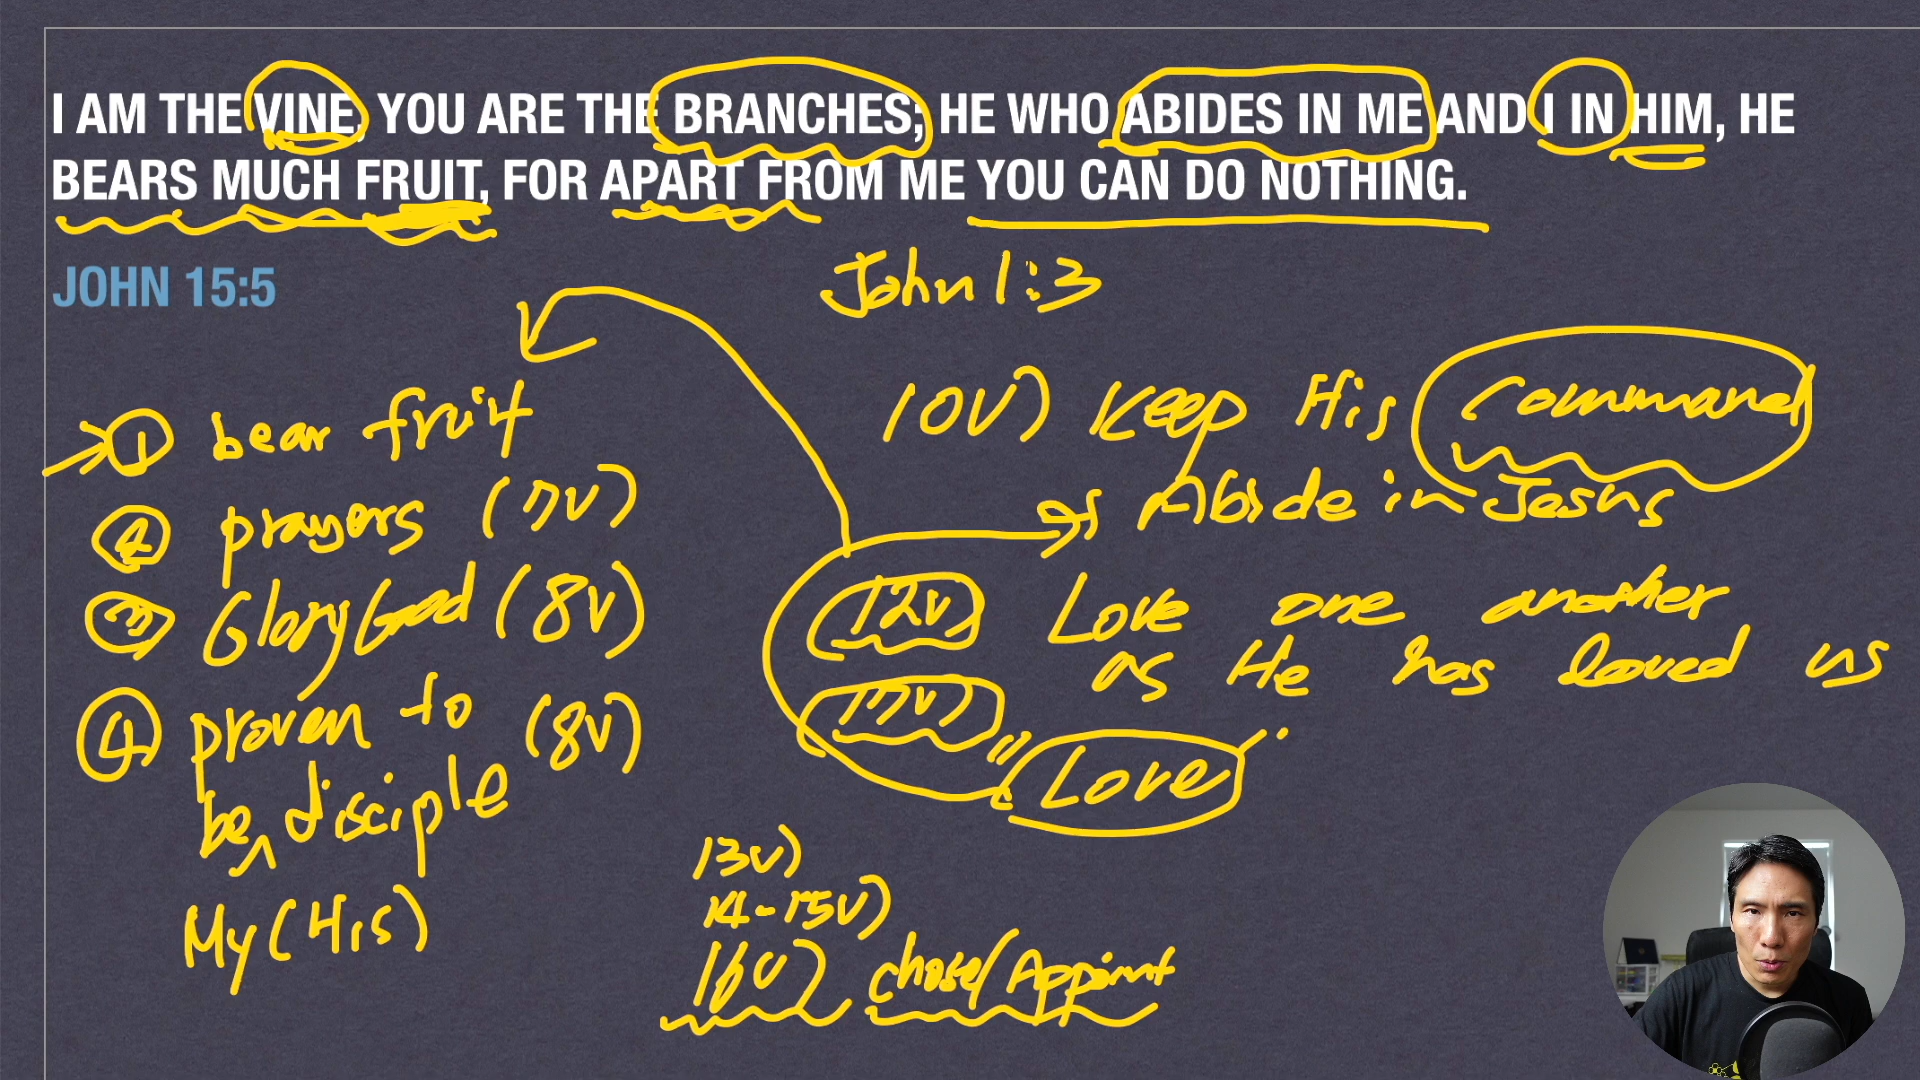 I AM THE VINE, YOU ARE THE BRANCHES; HE WHO ABIDES IN ME AND I IN HIM, HE
BEARS MUCH FRUIT, FOR APART FROM ME YOU CAN DO NOTHING.
JOHN 15:5
John 1:3
① bear fruit
② prayers (7V)
③ Glory God (8V)
④ proven to (8V)
be disciple
^
My (His)
10V) Keep His Command
→ Abide in Jesus
12V Love one another
as He has loved us
17V)
"Love"
13V)
14-15V)
16V) chose/Appoint